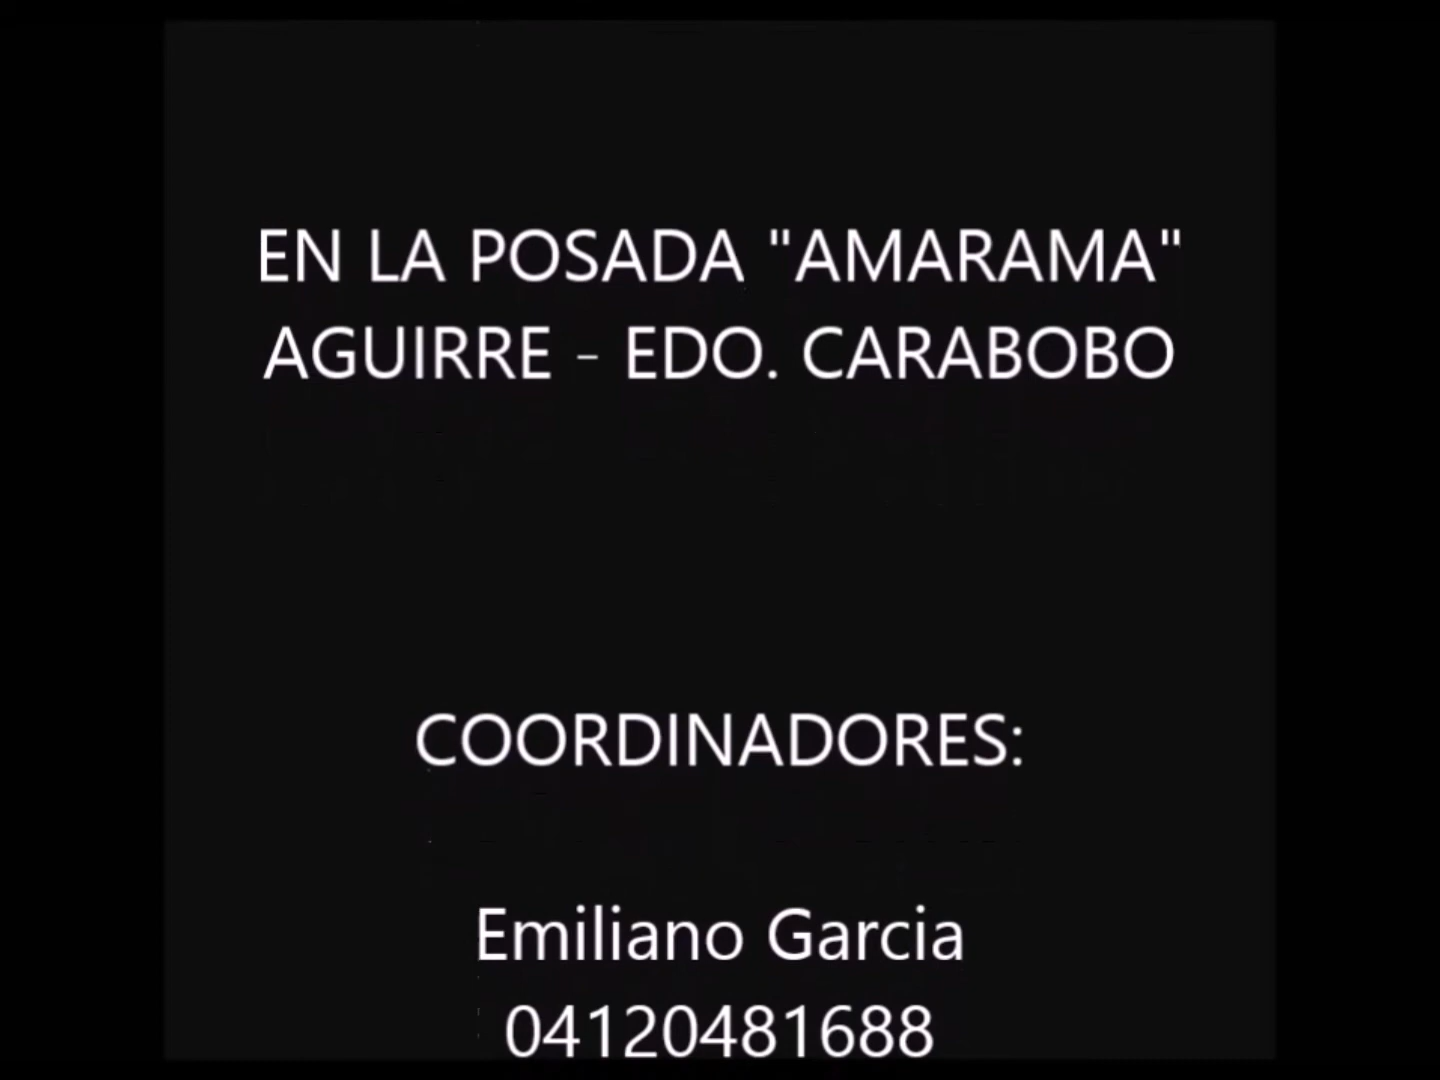 EN LA POSADA "AMARAMA"
AGUIRRE - EDO. CARABOBO
COORDINADORES:
Emiliano Garcia
04120481688